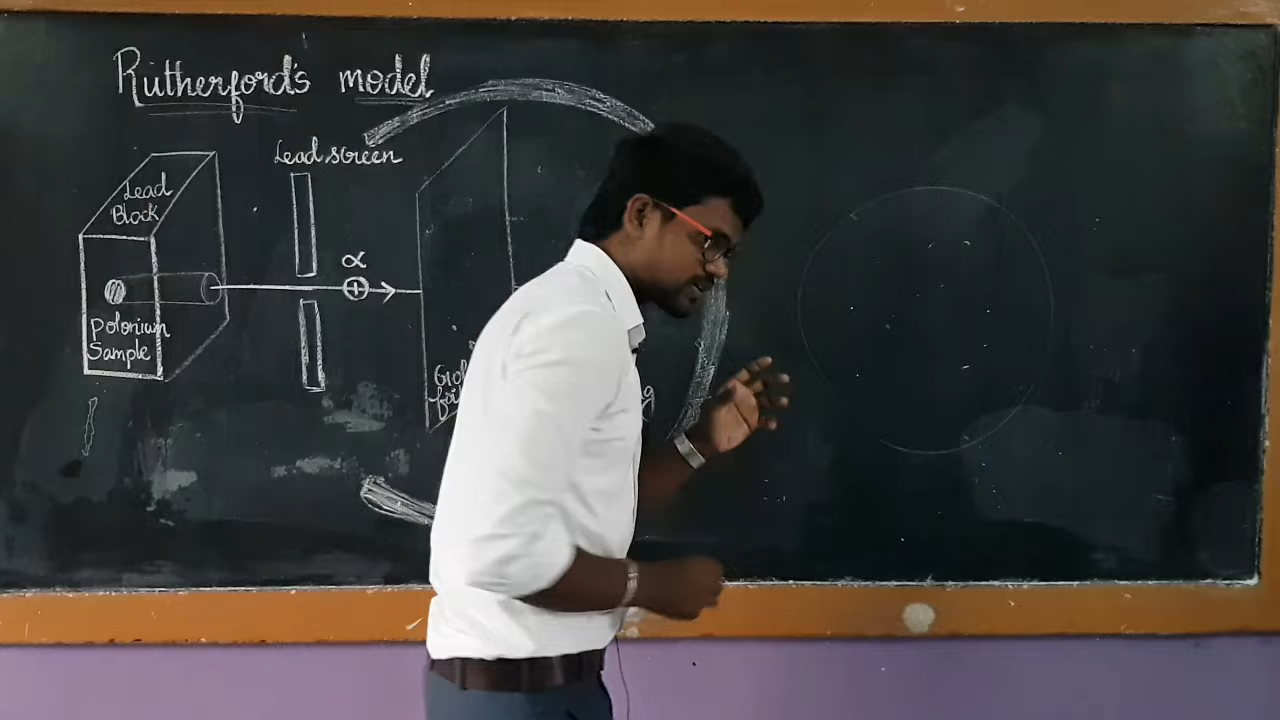 Rutherford's model
Lead screen
Lead
Block
α
+
Polonium
Sample